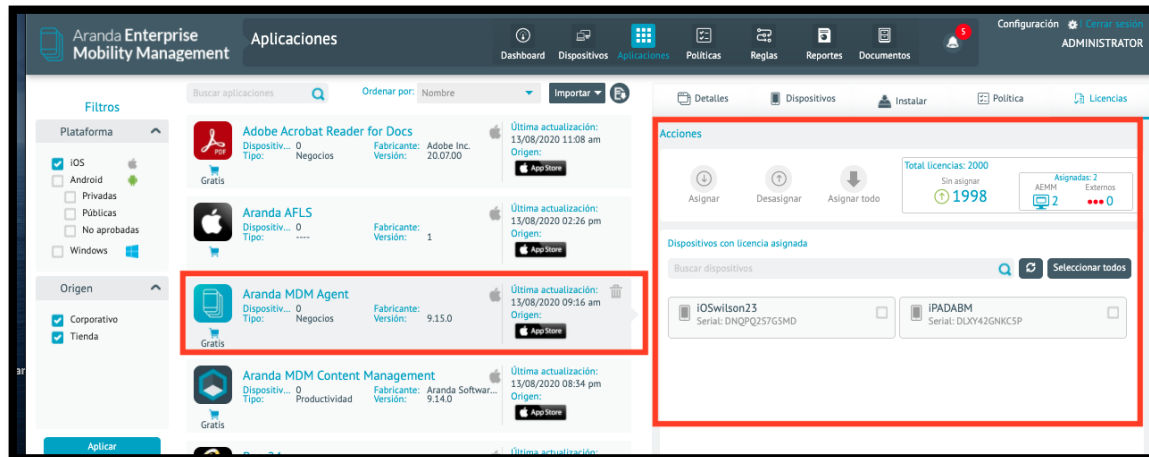 Aranda Enterprise
Mobility Management
Aplicaciones
Dashboard
Dispositivos
Aplicaciones
Políticas
Reglas
Reportes
Documentos
5
Configuración
Cerrar sesión
ADMINISTRATOR
Filtros
Plataforma
iOS
Android
Privadas
Públicas
No aprobadas
Windows
Origen
Corporativo
Tienda
Aplicar
Buscar aplicaciones
Ordenar por: Nombre
Importar
Adobe Acrobat Reader for Docs
Dispositiv... 0 Fabricante: Adobe Inc.
Tipo: Negocios Versión: 20.07.00
Gratis
Última actualización:
13/08/2020 11:08 am
Origen:
App Store
Aranda AFLS
Dispositiv... 0 Fabricante:
Tipo: ---- Versión: 1
Última actualización:
13/08/2020 02:26 pm
Origen:
App Store
Aranda MDM Agent
Dispositiv... 0 Fabricante:
Tipo: Negocios Versión: 9.15.0
Gratis
Última actualización:
13/08/2020 09:16 am
Origen:
App Store
Aranda MDM Content Management
Dispositiv... 0 Fabricante: Aranda Softwar...
Tipo: Productividad Versión: 9.14.0
Gratis
Última actualización:
13/08/2020 08:34 pm
Origen:
App Store
Última actualización:
Detalles
Dispositivos
Instalar
Política
Licencias
Acciones
Asignar
Desasignar
Asignar todo
Total licencias: 2000
Sin asignar
1998
Asignadas: 2
AEMM Externos
2 0
Dispositivos con licencia asignada
Buscar dispositivos
Seleccionar todos
iOSwilson23
Serial: DNQPQ2S7G5MD
iPADABM
Serial: DLXY42GNKC5P